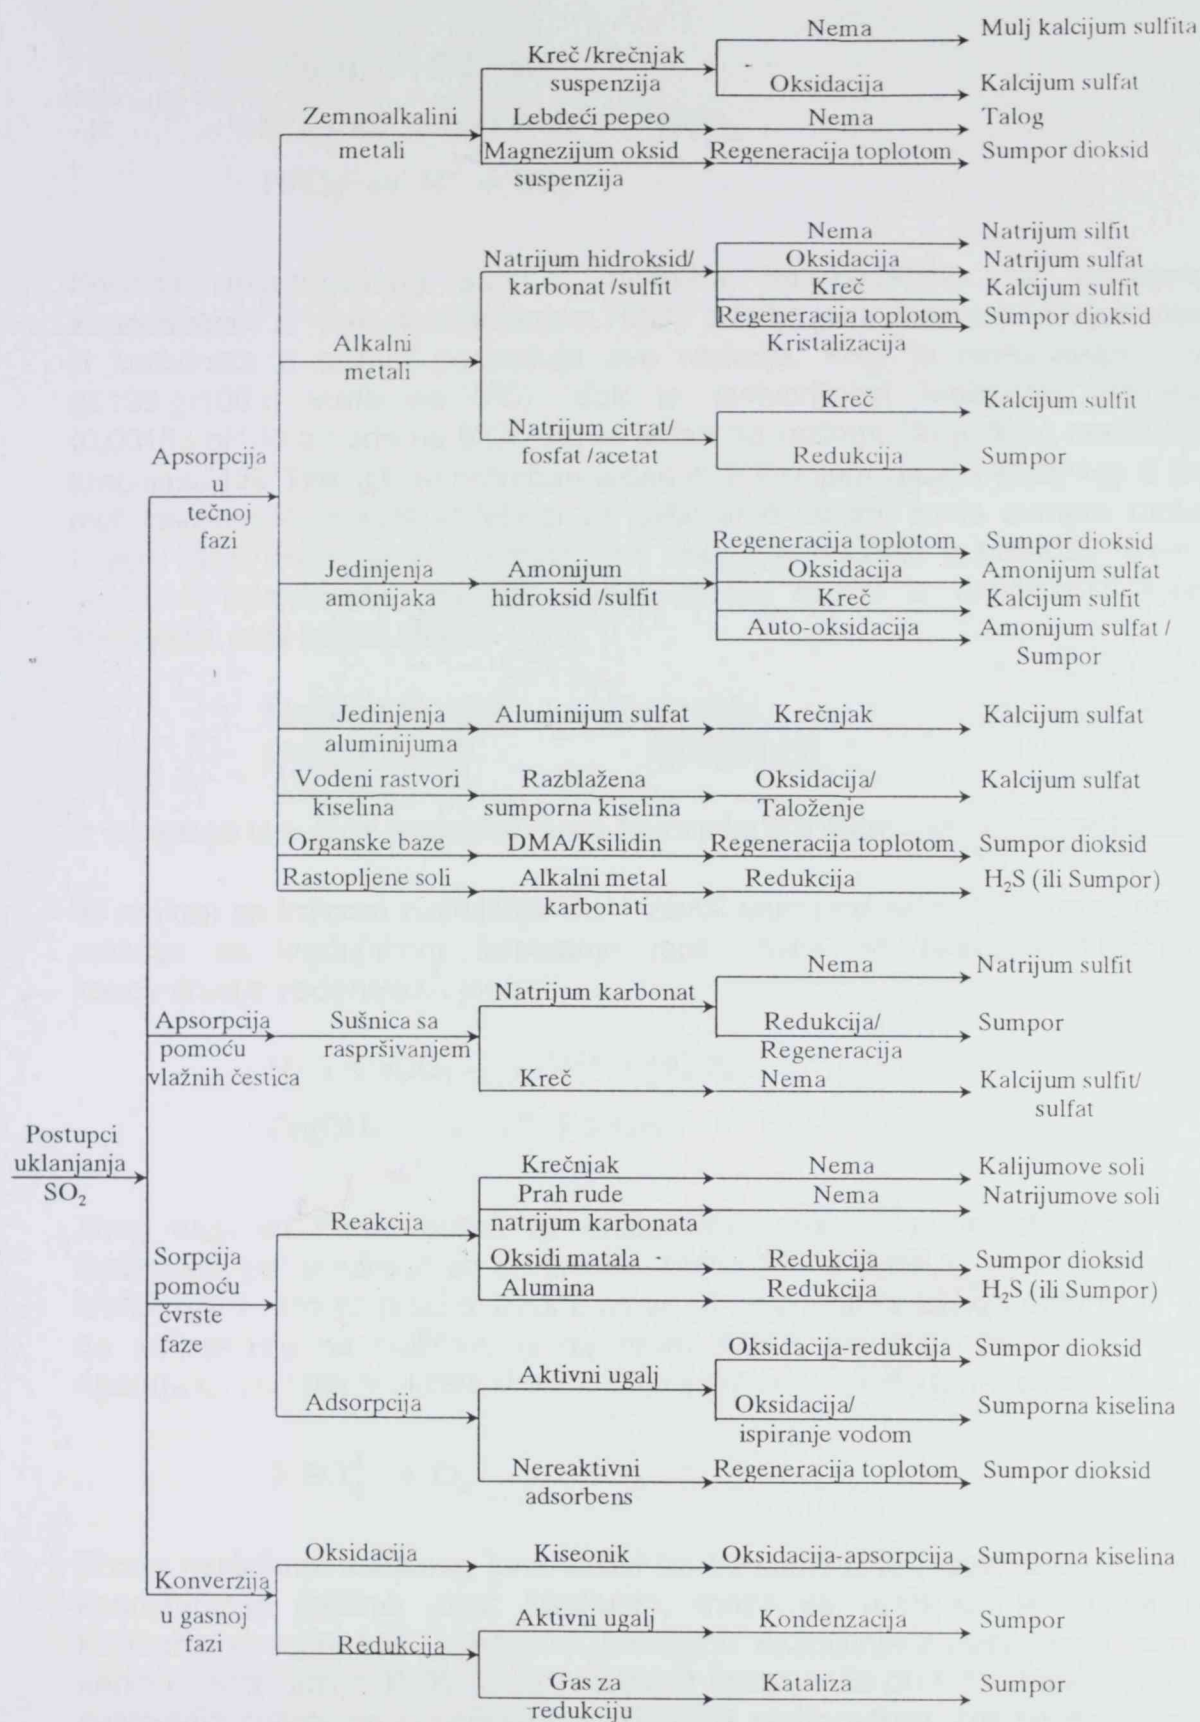 Nema Mulj kalcijum sulfita
Kreč /krečnjak
suspenzija Oksidacija Kalcijum sulfat
Zemnoalkalini Lebdeći pepeo Nema Talog
metali Magnezijum oksid Regeneracija toplotom Sumpor dioksid
suspenzija
Nema Natrijum silfit
Natrijum hidroksid/ Oksidacija Natrijum sulfat
karbonat /sulfit Kreč Kalcijum sulfit
Regeneracija toplotom Sumpor dioksid
Alkalni Kristalizacija
metali
Kreč Kalcijum sulfit
Natrijum citrat/
fosfat /acetat Redukcija Sumpor
Apsorpcija
u
tečnoj
fazi
Regeneracija toplotom Sumpor dioksid
Jedinjenja Amonijum Oksidacija Amonijum sulfat
amonijaka hidroksid /sulfit Kreč Kalcijum sulfit
Auto-oksidacija Amonijum sulfat /
Sumpor
Jedinjenja Aluminijum sulfat Krečnjak Kalcijum sulfat
aluminijuma
Vodeni rastvori Razblažena Oksidacija/ Kalcijum sulfat
kiselina sumporna kiselina Taloženje
Organske baze DMA/Ksilidin Regeneracija toplotom Sumpor dioksid
Rastopljene soli Alkalni metal Redukcija H₂S (ili Sumpor)
karbonati
Nema Natrijum sulfit
Natrijum karbonat
Apsorpcija Sušnica sa Redukcija/ Sumpor
pomoću raspršivanjem Regeneracija
vlažnih čestica Kreč Nema Kalcijum sulfit/
sulfat
Postupci
uklanjanja
SO₂
Krečnjak Nema Kalijumove soli
Prah rude Nema Natrijumove soli
Reakcija natrijum karbonata
Sorpcija Oksidi matala Redukcija Sumpor dioksid
pomoću Alumina Redukcija H₂S (ili Sumpor)
čvrste
faze
Oksidacija-redukcija Sumpor dioksid
Aktivni ugalj
Adsorpcija Oksidacija/ Sumporna kiselina
ispiranje vodom
Nereaktivni Regeneracija toplotom Sumpor dioksid
adsorbens
Oksidacija Kiseonik Oksidacija-apsorpcija Sumporna kiselina
Konverzija
u gasnoj Aktivni ugalj Kondenzacija Sumpor
fazi Redukcija
Gas za Kataliza Sumpor
redukciju